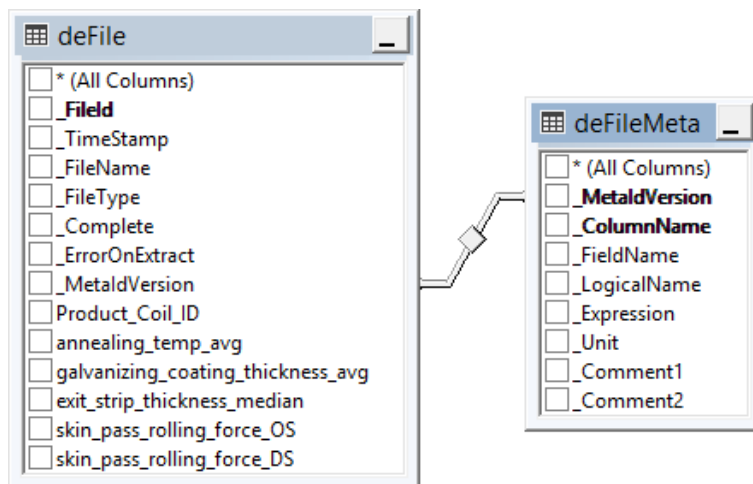 deFile
* (All Columns)
_FileId
_TimeStamp
_FileName
_FileType
_Complete
_ErrorOnExtract
_MetaIdVersion
Product_Coil_ID
annealing_temp_avg
galvanizing_coating_thickness_avg
exit_strip_thickness_median
skin_pass_rolling_force_OS
skin_pass_rolling_force_DS
deFileMeta
* (All Columns)
_MetaIdVersion
_ColumnName
_FieldName
_LogicalName
_Expression
_Unit
_Comment1
_Comment2